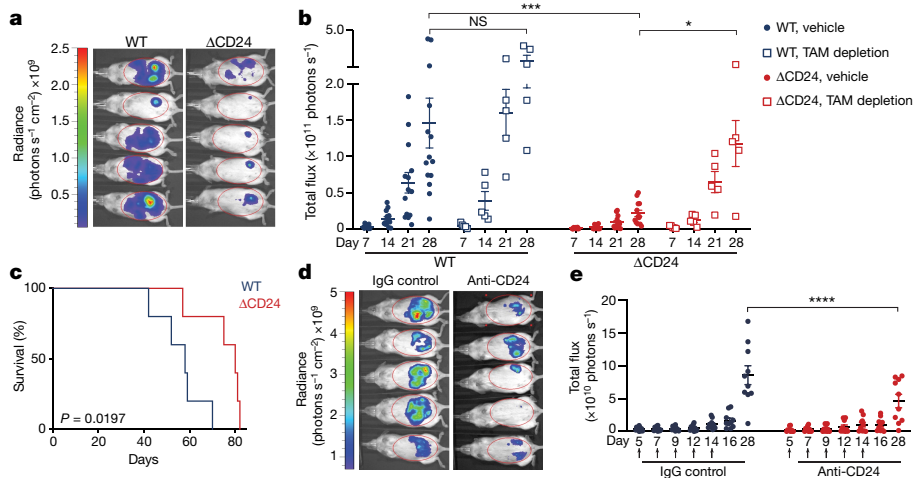 a
WT ΔCD24
Radiance
(photons s⁻¹ cm⁻²) ×10⁹
2.5
2.0
1.5
1.0
0.5
b
Total flux (×10¹¹ photons s⁻¹)
5.0
2.0
1.5
1.0
0.5
0
***
NS
*
Day 7 14 21 28 7 14 21 28 7 14 21 28 7 14 21 28
WT ΔCD24
WT, vehicle
WT, TAM depletion
ΔCD24, vehicle
ΔCD24, TAM depletion
c
Survival (%)
100
50
0
WT
ΔCD24
P = 0.0197
0 20 40 60 80
Days
d
IgG control Anti-CD24
Radiance
(photons s⁻¹ cm⁻²) ×10⁹
5
4
3
2
1
e
Total flux
(×10¹⁰ photons s⁻¹)
20
15
10
5
0
****
Day 5 7 9 12 14 16 28 5 7 9 12 14 16 28
IgG control Anti-CD24